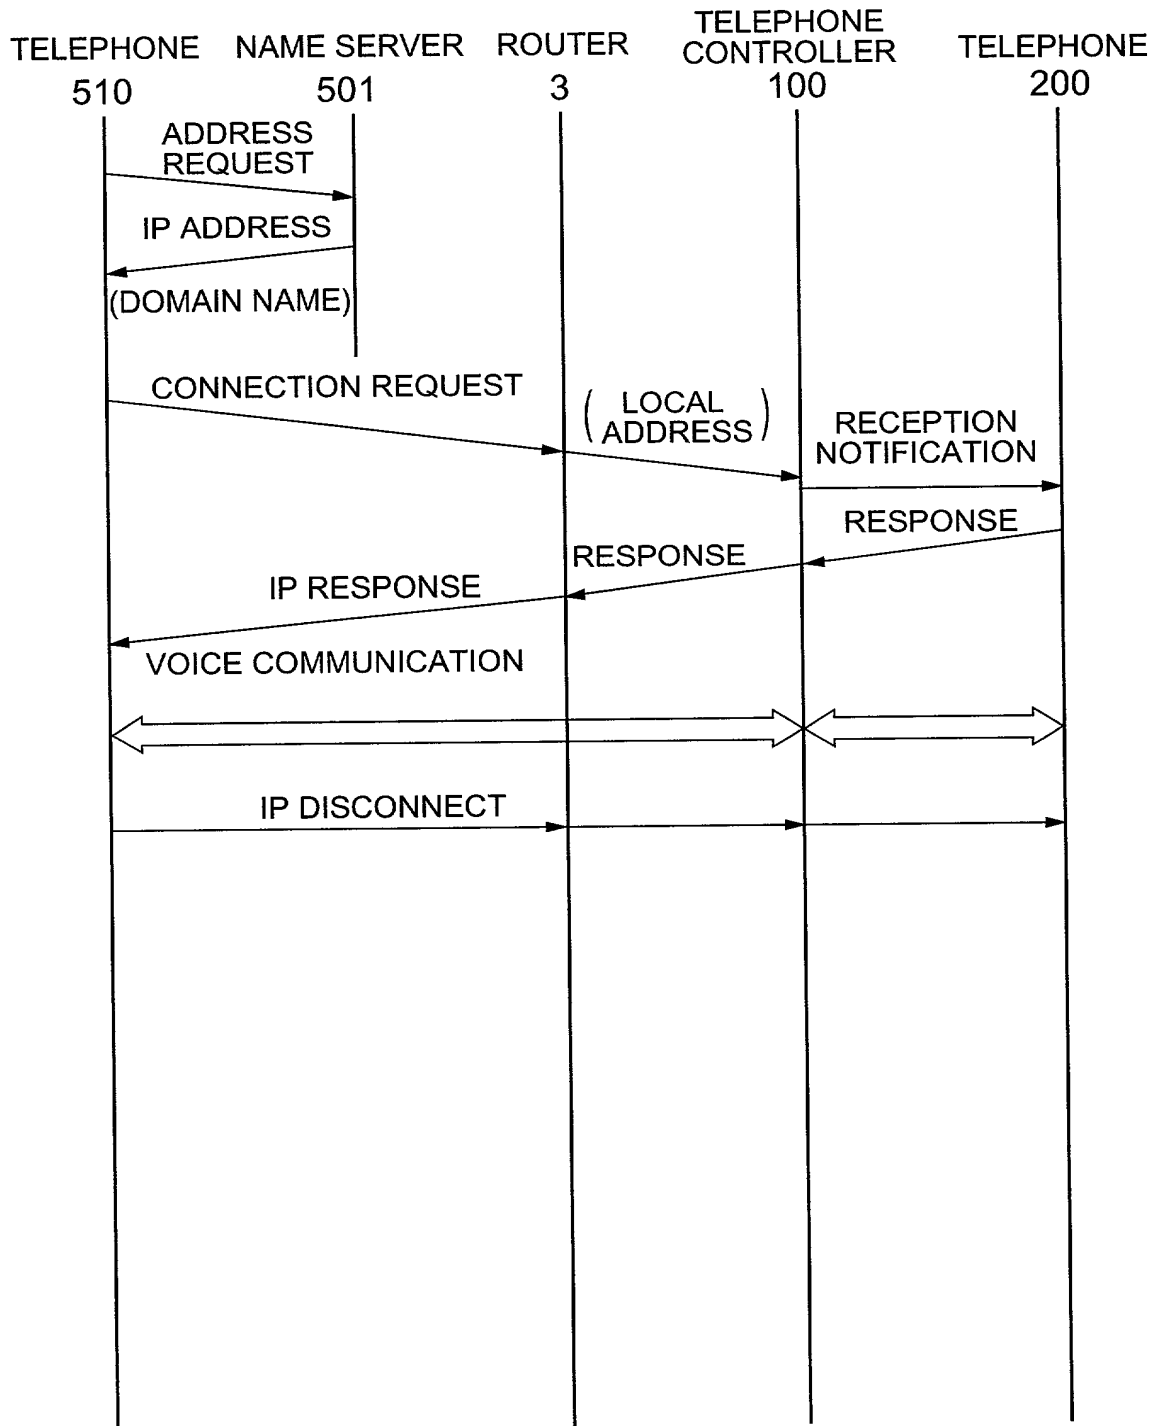 TELEPHONE
510
NAME SERVER
501
ROUTER
3
TELEPHONE
CONTROLLER
100
TELEPHONE
200
ADDRESS
REQUEST
IP ADDRESS
(DOMAIN NAME)
CONNECTION REQUEST
(LOCAL
ADDRESS)
RECEPTION
NOTIFICATION
RESPONSE
RESPONSE
IP RESPONSE
VOICE COMMUNICATION
IP DISCONNECT